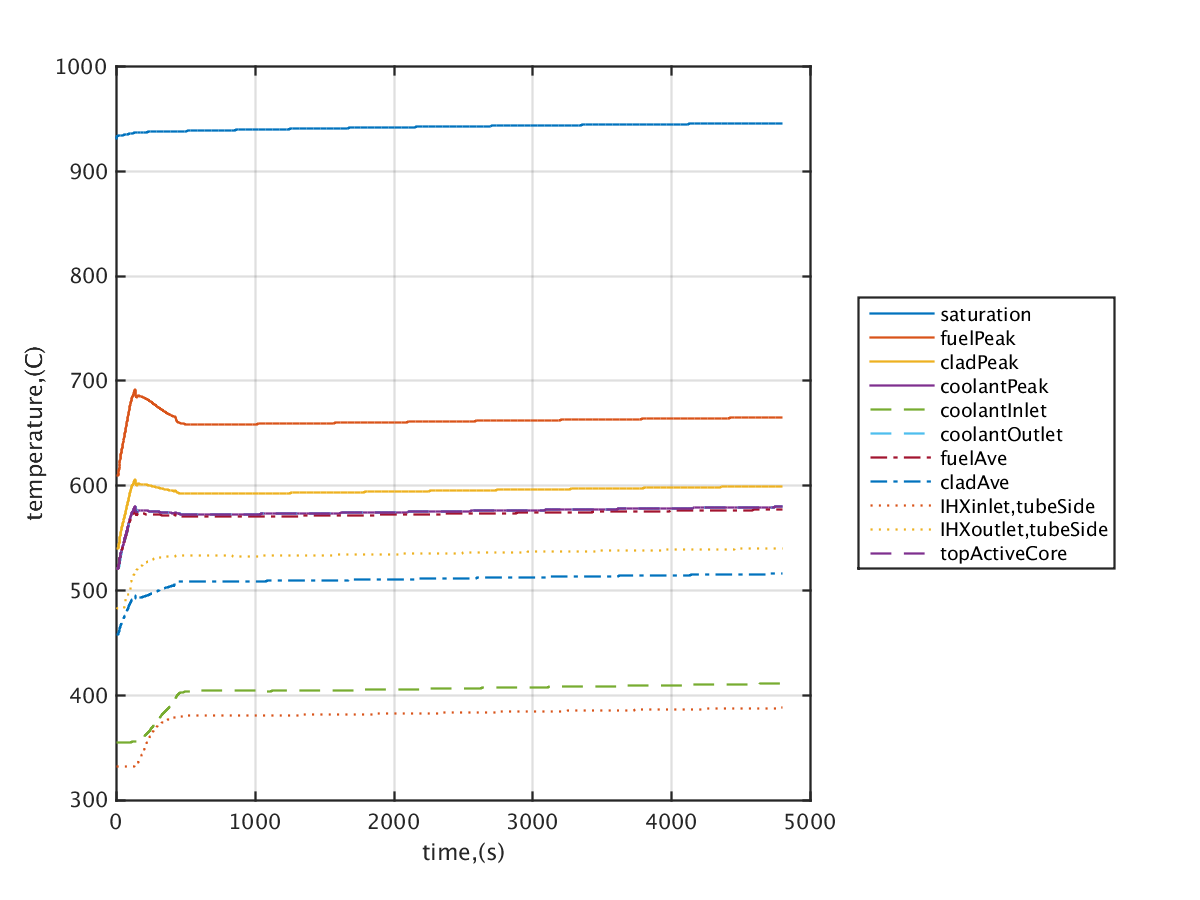 1000
900
800
700
600
500
400
300
0
1000
2000
3000
4000
5000
temperature,(C)
time,(s)
saturation
fuelPeak
cladPeak
coolantPeak
coolantInlet
coolantOutlet
fuelAve
cladAve
IHXinlet,tubeSide
IHXoutlet,tubeSide
topActiveCore